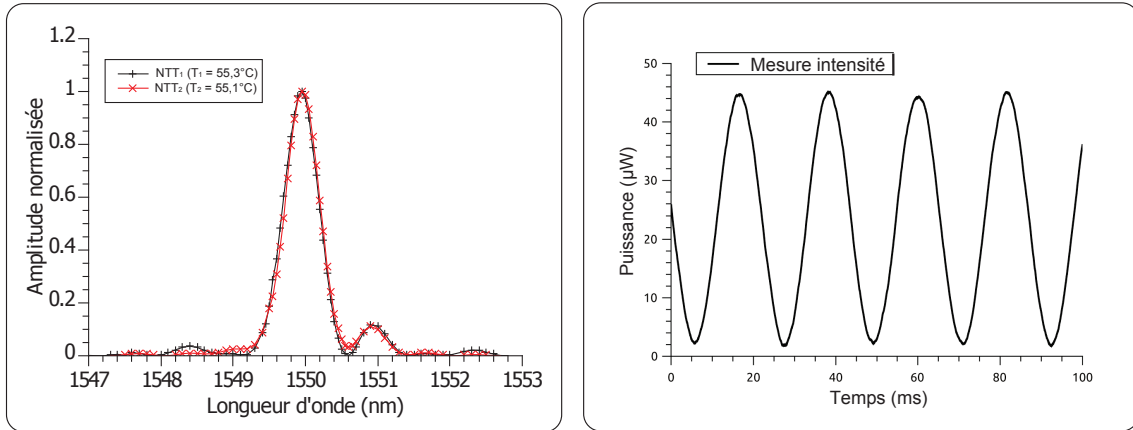 1.2
1
0.8
0.6
0.4
0.2
0
Amplitude normalisée
NTT₁ (T₁ = 55,3°C)
NTT₂ (T₂ = 55,1°C)
1547 1548 1549 1550 1551 1552 1553
Longueur d'onde (nm)
50
40
30
20
10
0
Puissance (µW)
Mesure intensité
0 20 40 60 80 100
Temps (ms)